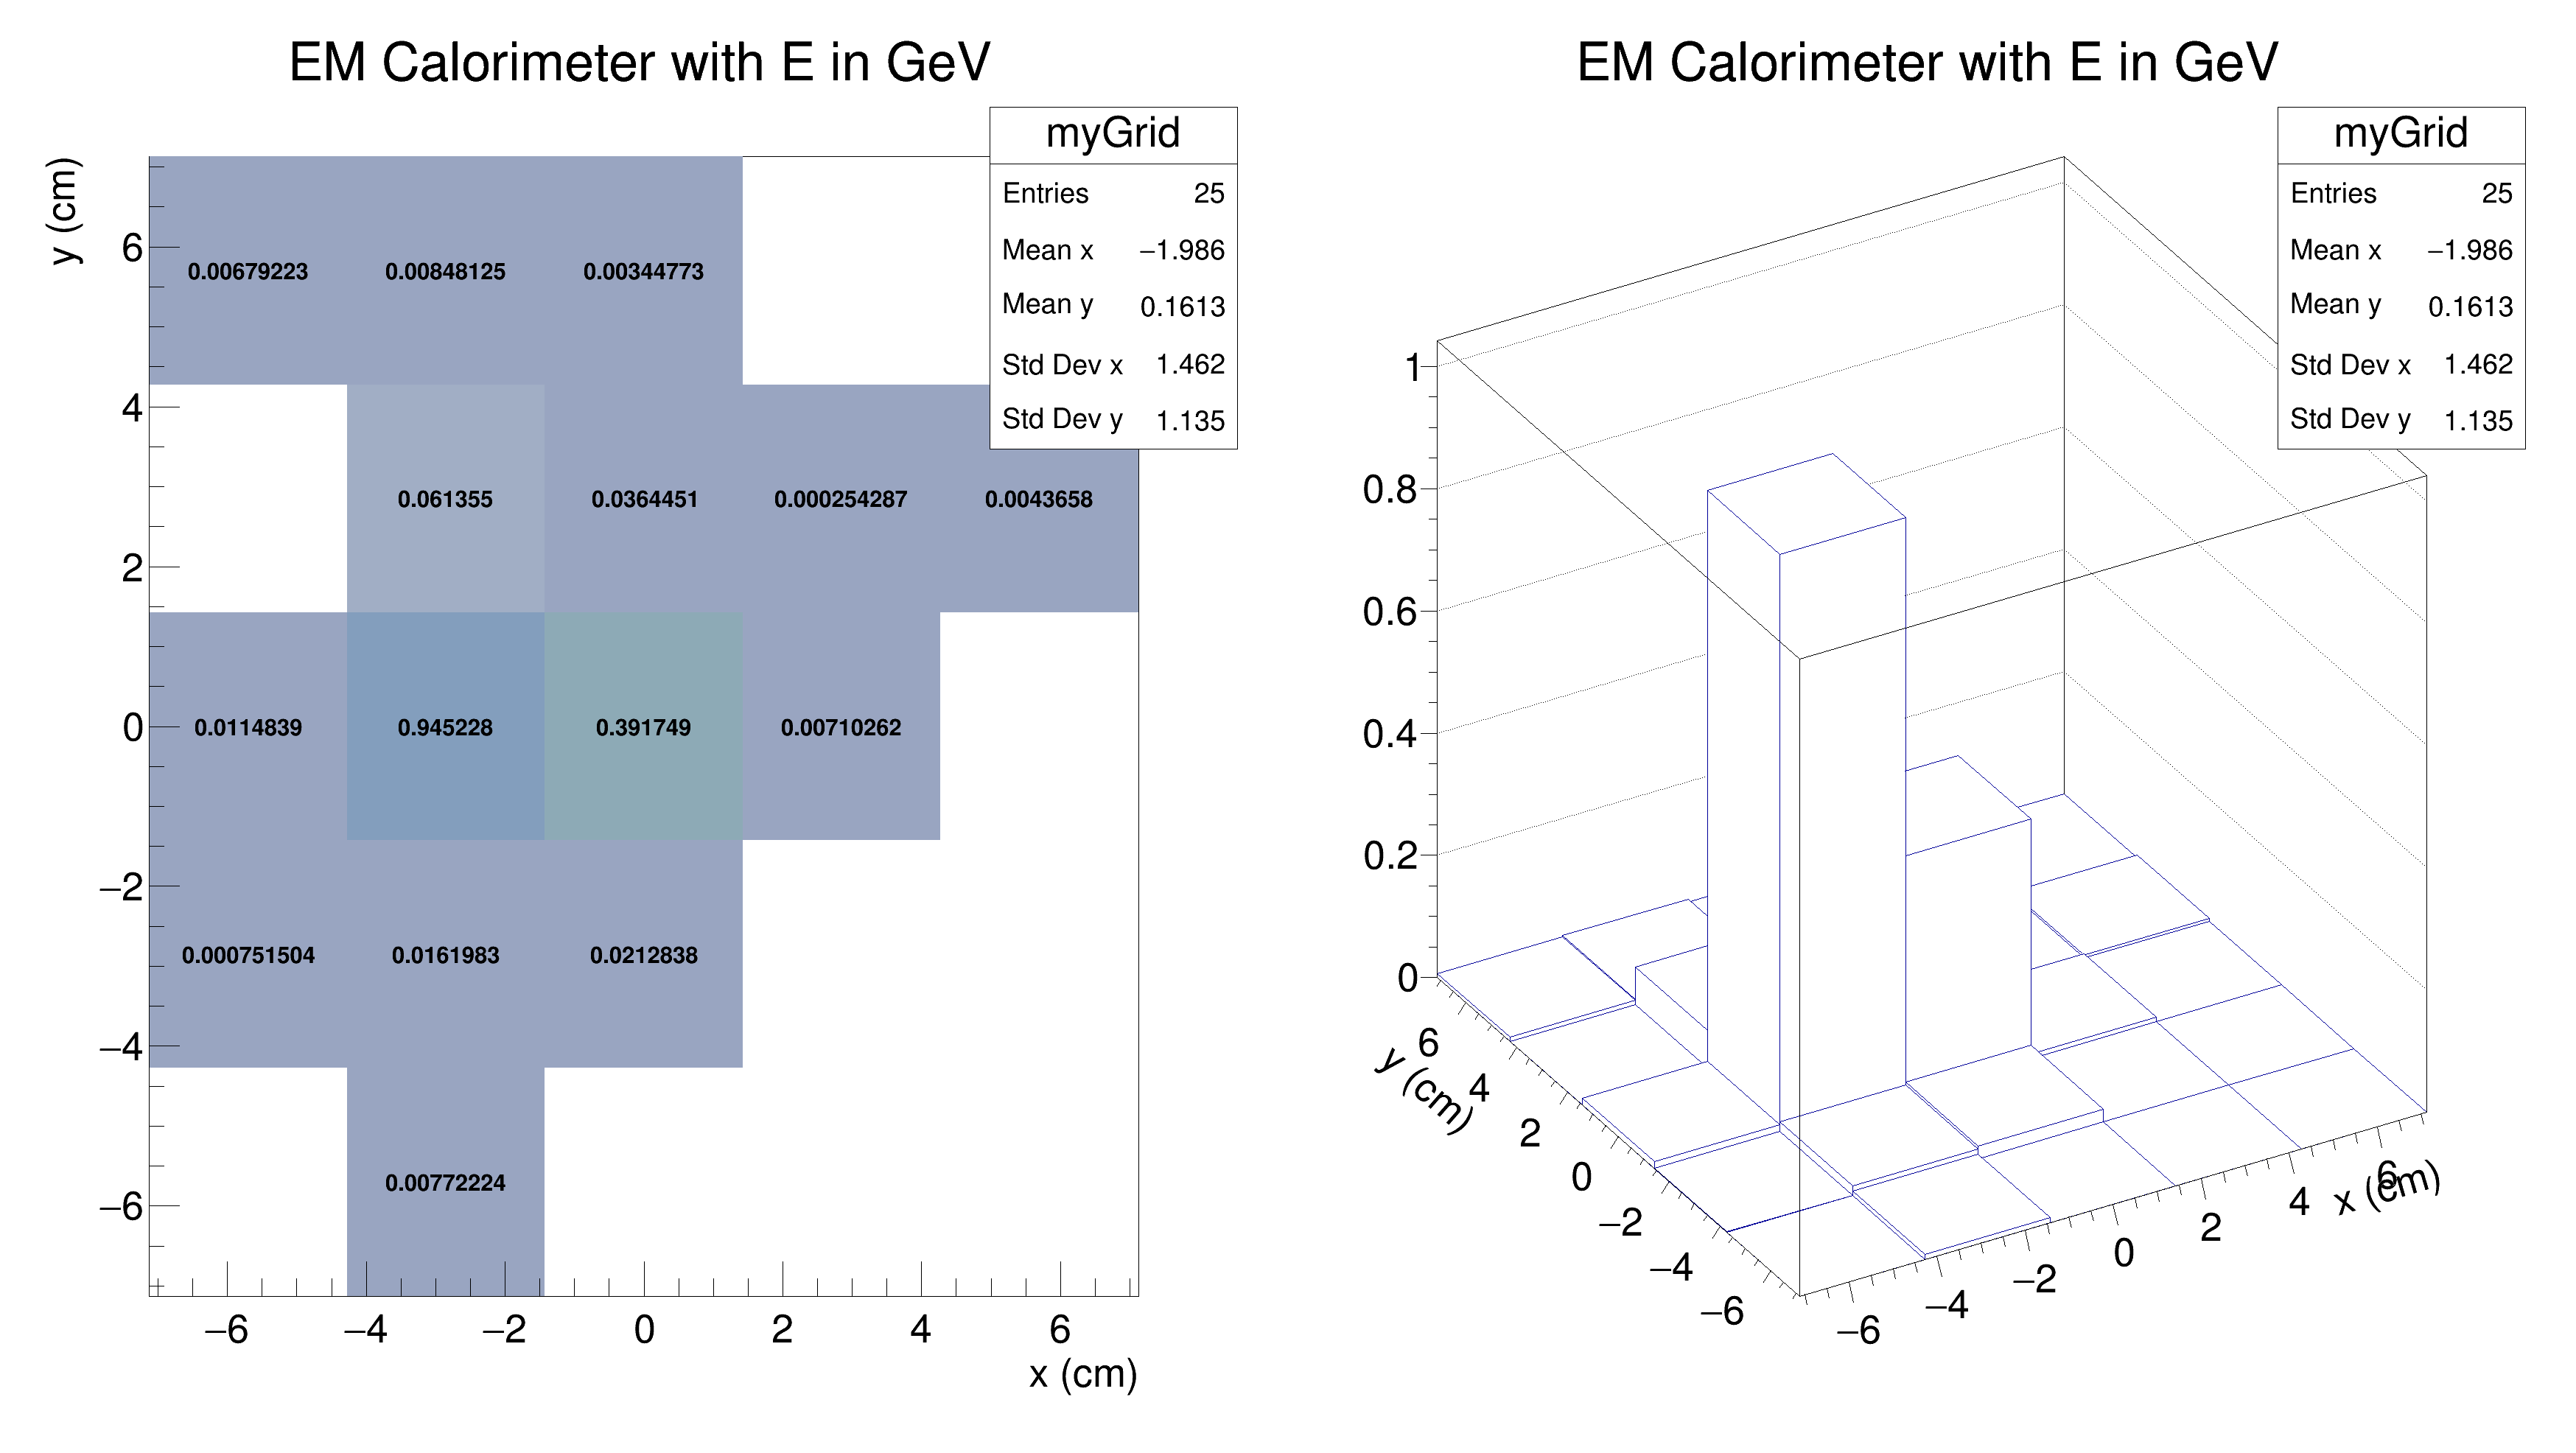 EM Calorimeter with E in GeV
myGrid
Entries 25
Mean x −1.986
Mean y 0.1613
Std Dev x 1.462
Std Dev y 1.135
y (cm)
6
4
2
0
−2
−4
−6
0.00679223 0.00848125 0.00344773
0.061355 0.0364451 0.000254287 0.0043658
0.0114839 0.945228 0.391749 0.00710262
0.000751504 0.0161983 0.0212838
0.00772224
−6 −4 −2 0 2 4 6
x (cm)
EM Calorimeter with E in GeV
myGrid
Entries 25
Mean x −1.986
Mean y 0.1613
Std Dev x 1.462
Std Dev y 1.135
1
0.8
0.6
0.4
0.2
0
6
4
2
0
−2
−4
−6
y (cm)
−6 −4 −2 0 2 4 6
x (cm)